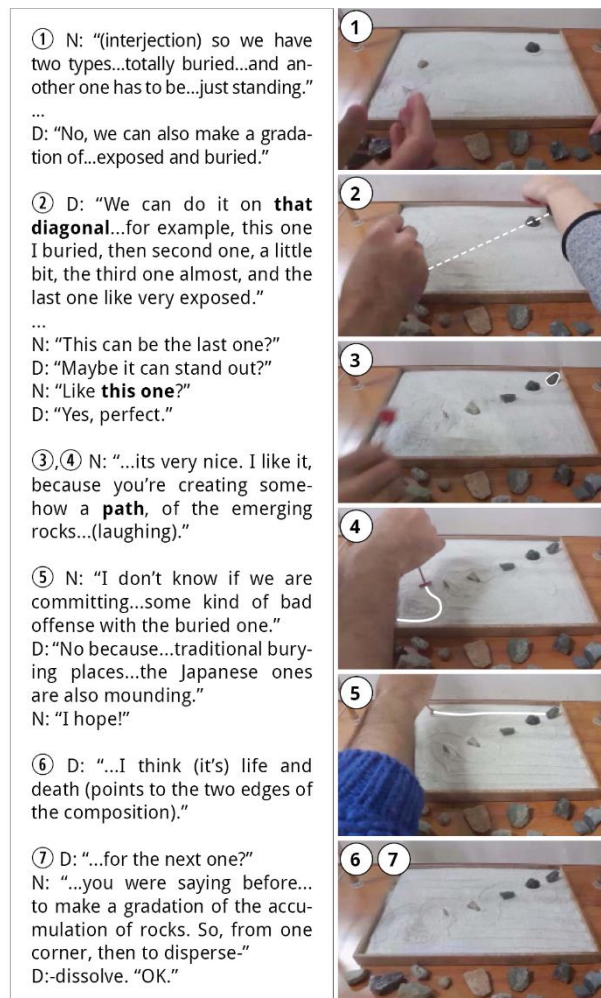 ① N: “(interjection) so we have
two types...totally buried...and an-
other one has to be...just standing.”
...
D: “No, we can also make a grada-
tion of...exposed and buried.”
② D: “We can do it on that
diagonal...for example, this one
I buried, then second one, a little
bit, the third one almost, and the
last one like very exposed.”
...
N: “This can be the last one?”
D: “Maybe it can stand out?”
N: “Like this one?”
D: “Yes, perfect.”
③,④ N: “...its very nice. I like it,
because you’re creating some-
how a path, of the emerging
rocks...(laughing).”
⑤ N: “I don’t know if we are
committing...some kind of bad
offense with the buried one.”
D: “No because...traditional bury-
ing places...the Japanese ones
are also mounding.”
N: “I hope!”
⑥ D: “...I think (it’s) life and
death (points to the two edges of
the composition).”
⑦ D: “...for the next one?”
N: “...you were saying before...
to make a gradation of the accu-
mulation of rocks. So, from one
corner, then to disperse-”
D:-dissolve. “OK.”
1
2
3
4
5
6 7